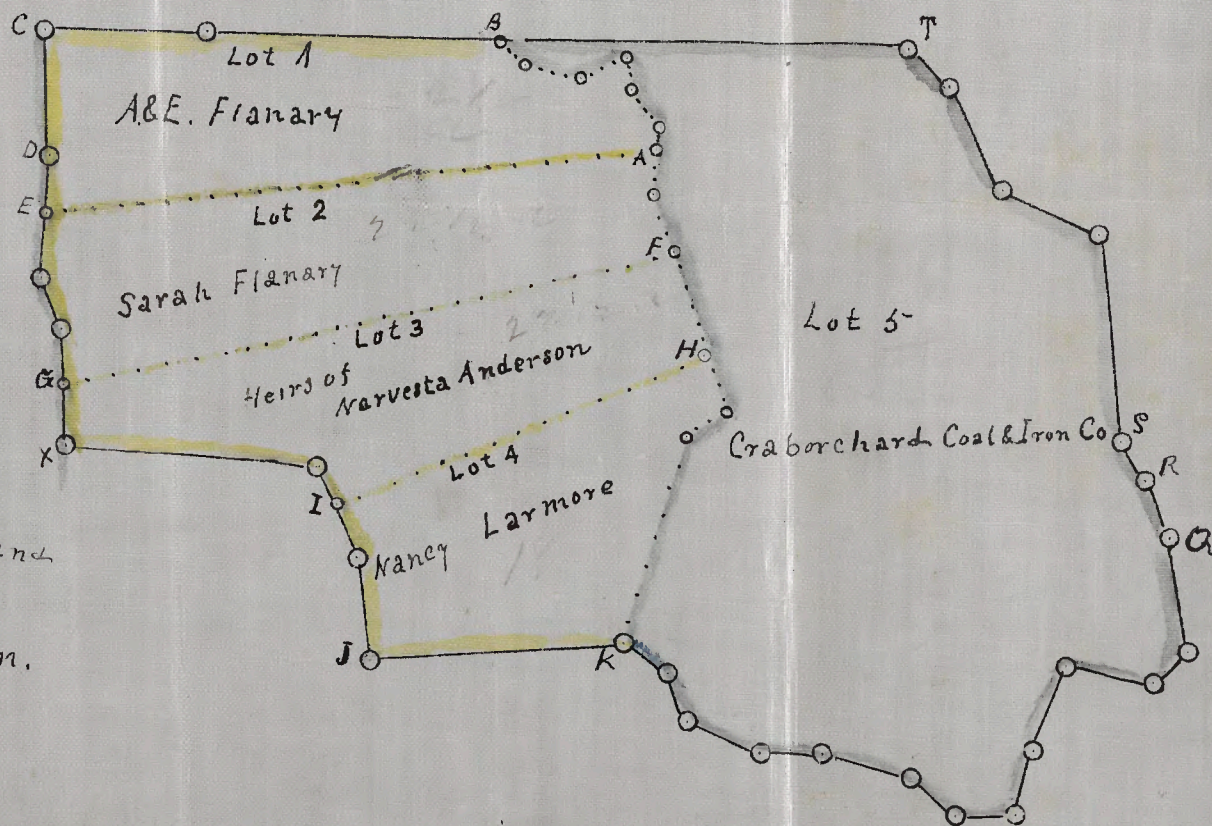 C
B
T
Lot 1
A&E. Flanary
D
A
E
Lot 2
F
Sarah Flanary
Lot 3
Lot 5
H
G
Heirs of
Narvesta Anderson
X
Craborchard Coal&Iron Co
S
Lot 4
R
I
Larmore
Q
Nancy
J
K